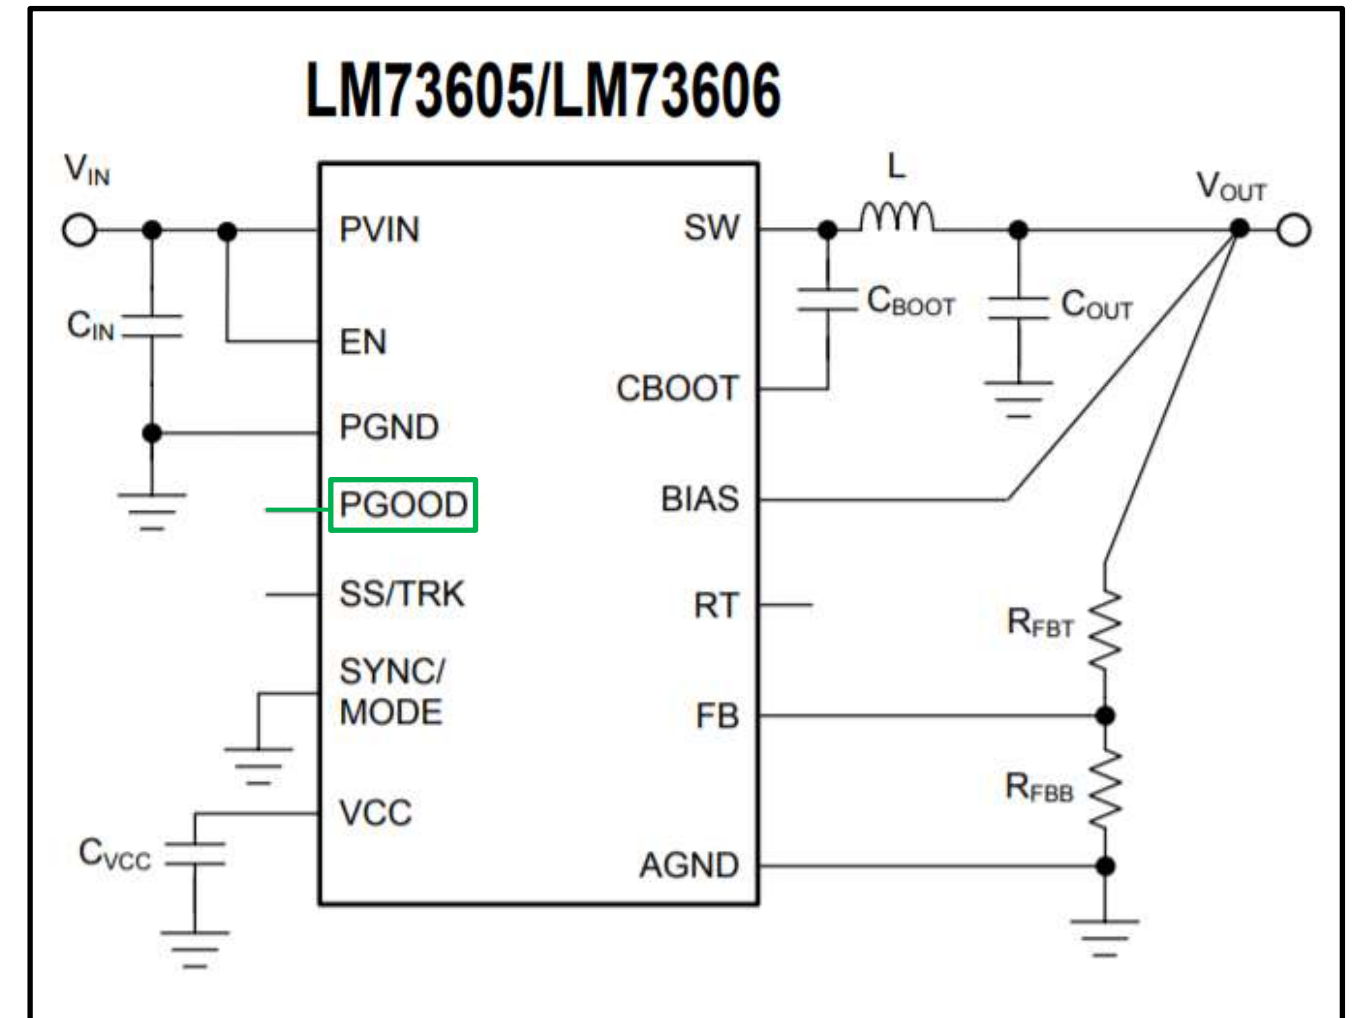 LM73605/LM73606
VIN
L
VOUT
PVIN
SW
CIN
CBOOT
COUT
EN
CBOOT
PGND
PGOOD
BIAS
SS/TRK
RT
RFBT
SYNC/
MODE
FB
RFBB
VCC
CVCC
AGND